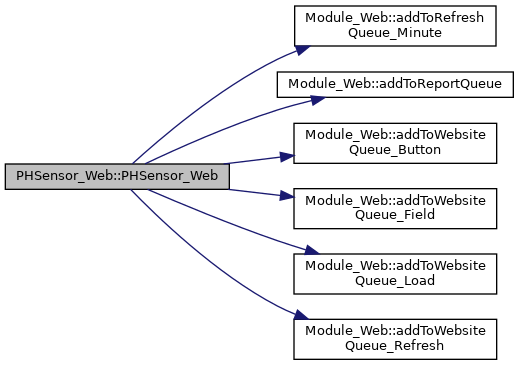 Module_Web::addToRefresh
Queue_Minute
Module_Web::addToReportQueue
Module_Web::addToWebsite
Queue_Button
PHSensor_Web::PHSensor_Web
Module_Web::addToWebsite
Queue_Field
Module_Web::addToWebsite
Queue_Load
Module_Web::addToWebsite
Queue_Refresh